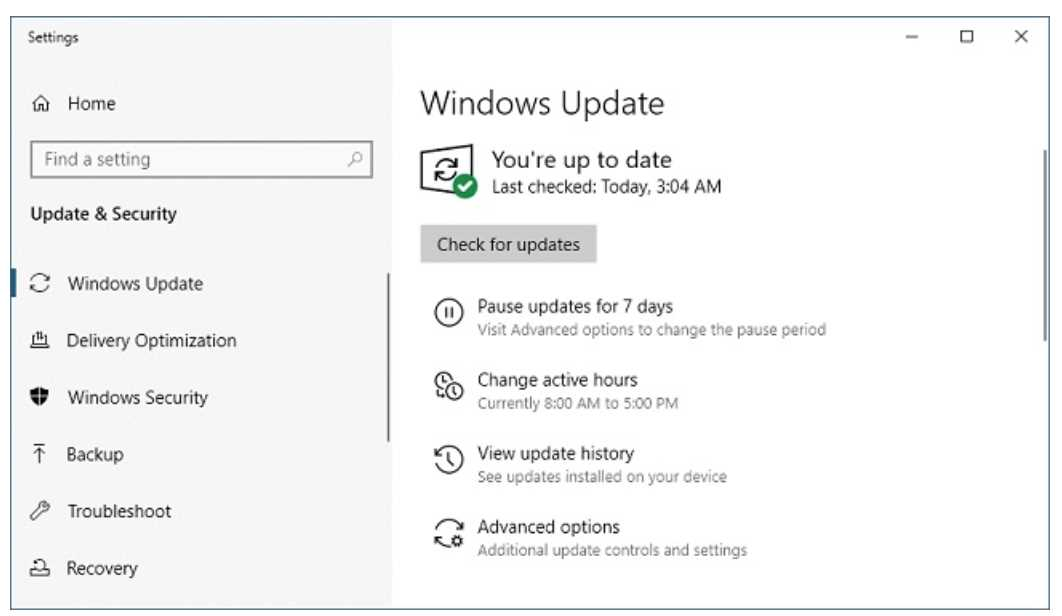 Settings
Home
Find a setting
Update & Security
Windows Update
Delivery Optimization
Windows Security
Backup
Troubleshoot
Recovery
Windows Update
You're up to date
Last checked: Today, 3:04 AM
Check for updates
Pause updates for 7 days
Visit Advanced options to change the pause period
Change active hours
Currently 8:00 AM to 5:00 PM
View update history
See updates installed on your device
Advanced options
Additional update controls and settings